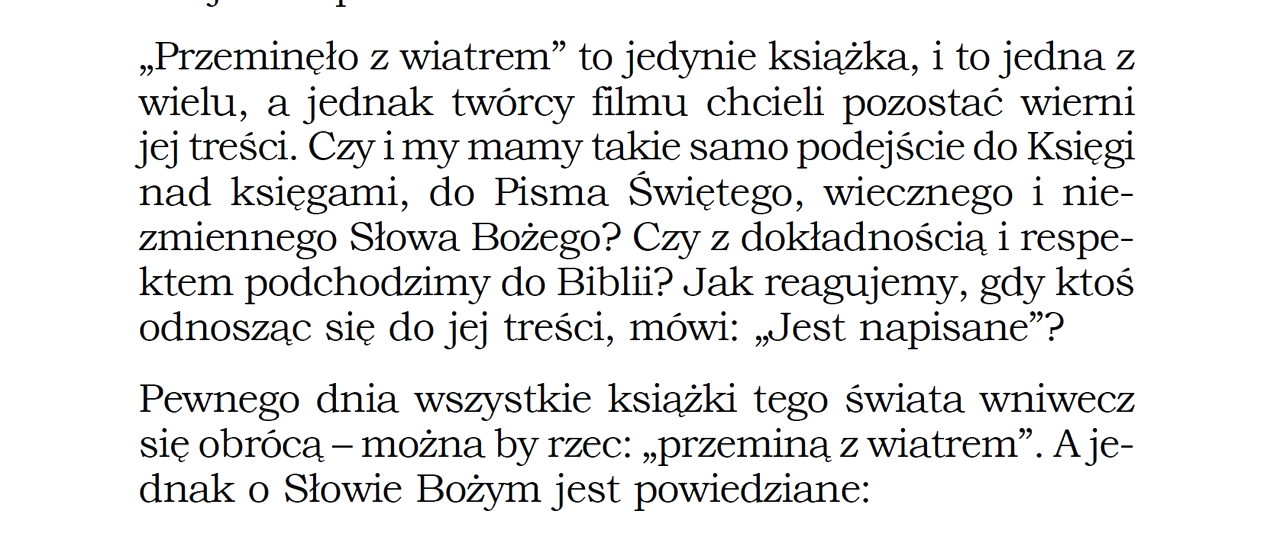 „Przeminęło z wiatrem” to jedynie książka, i to jedna z
wielu, a jednak twórcy filmu chcieli pozostać wierni
jej treści. Czy i my mamy takie samo podejście do Księgi
nad księgami, do Pisma Świętego, wiecznego i nie-
zmiennego Słowa Bożego? Czy z dokładnością i respe-
ktem podchodzimy do Biblii? Jak reagujemy, gdy ktoś
odnosząc się do jej treści, mówi: „Jest napisane”?
Pewnego dnia wszystkie książki tego świata wniwecz
się obrócą – można by rzec: „przeminą z wiatrem”. A je-
dnak o Słowie Bożym jest powiedziane: